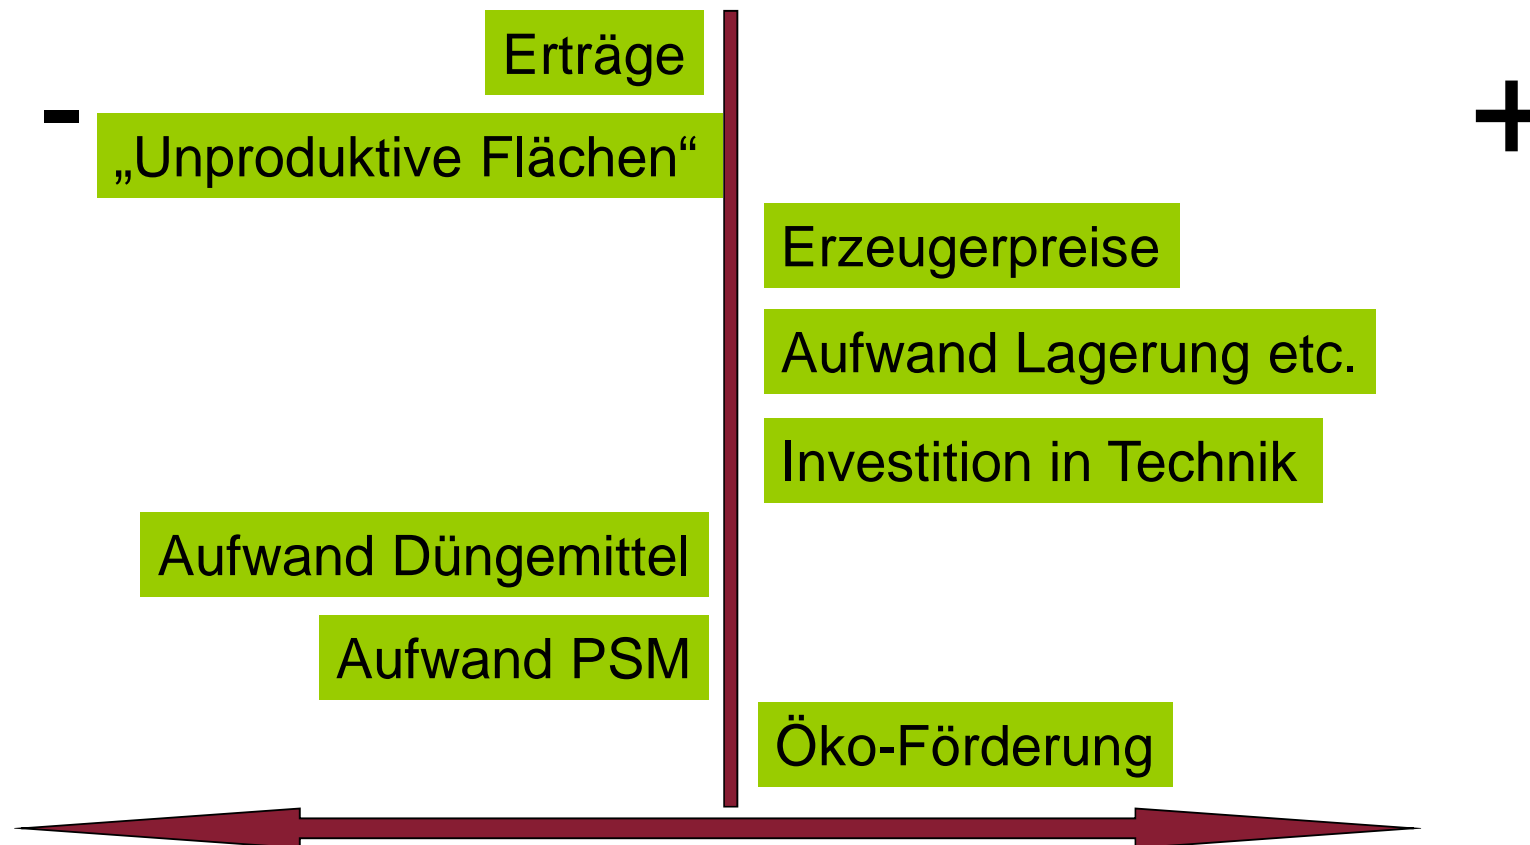 Erträge
-
+
„Unproduktive Flächen“
Erzeugerpreise
Aufwand Lagerung etc.
Investition in Technik
Aufwand Düngemittel
Aufwand PSM
Öko-Förderung